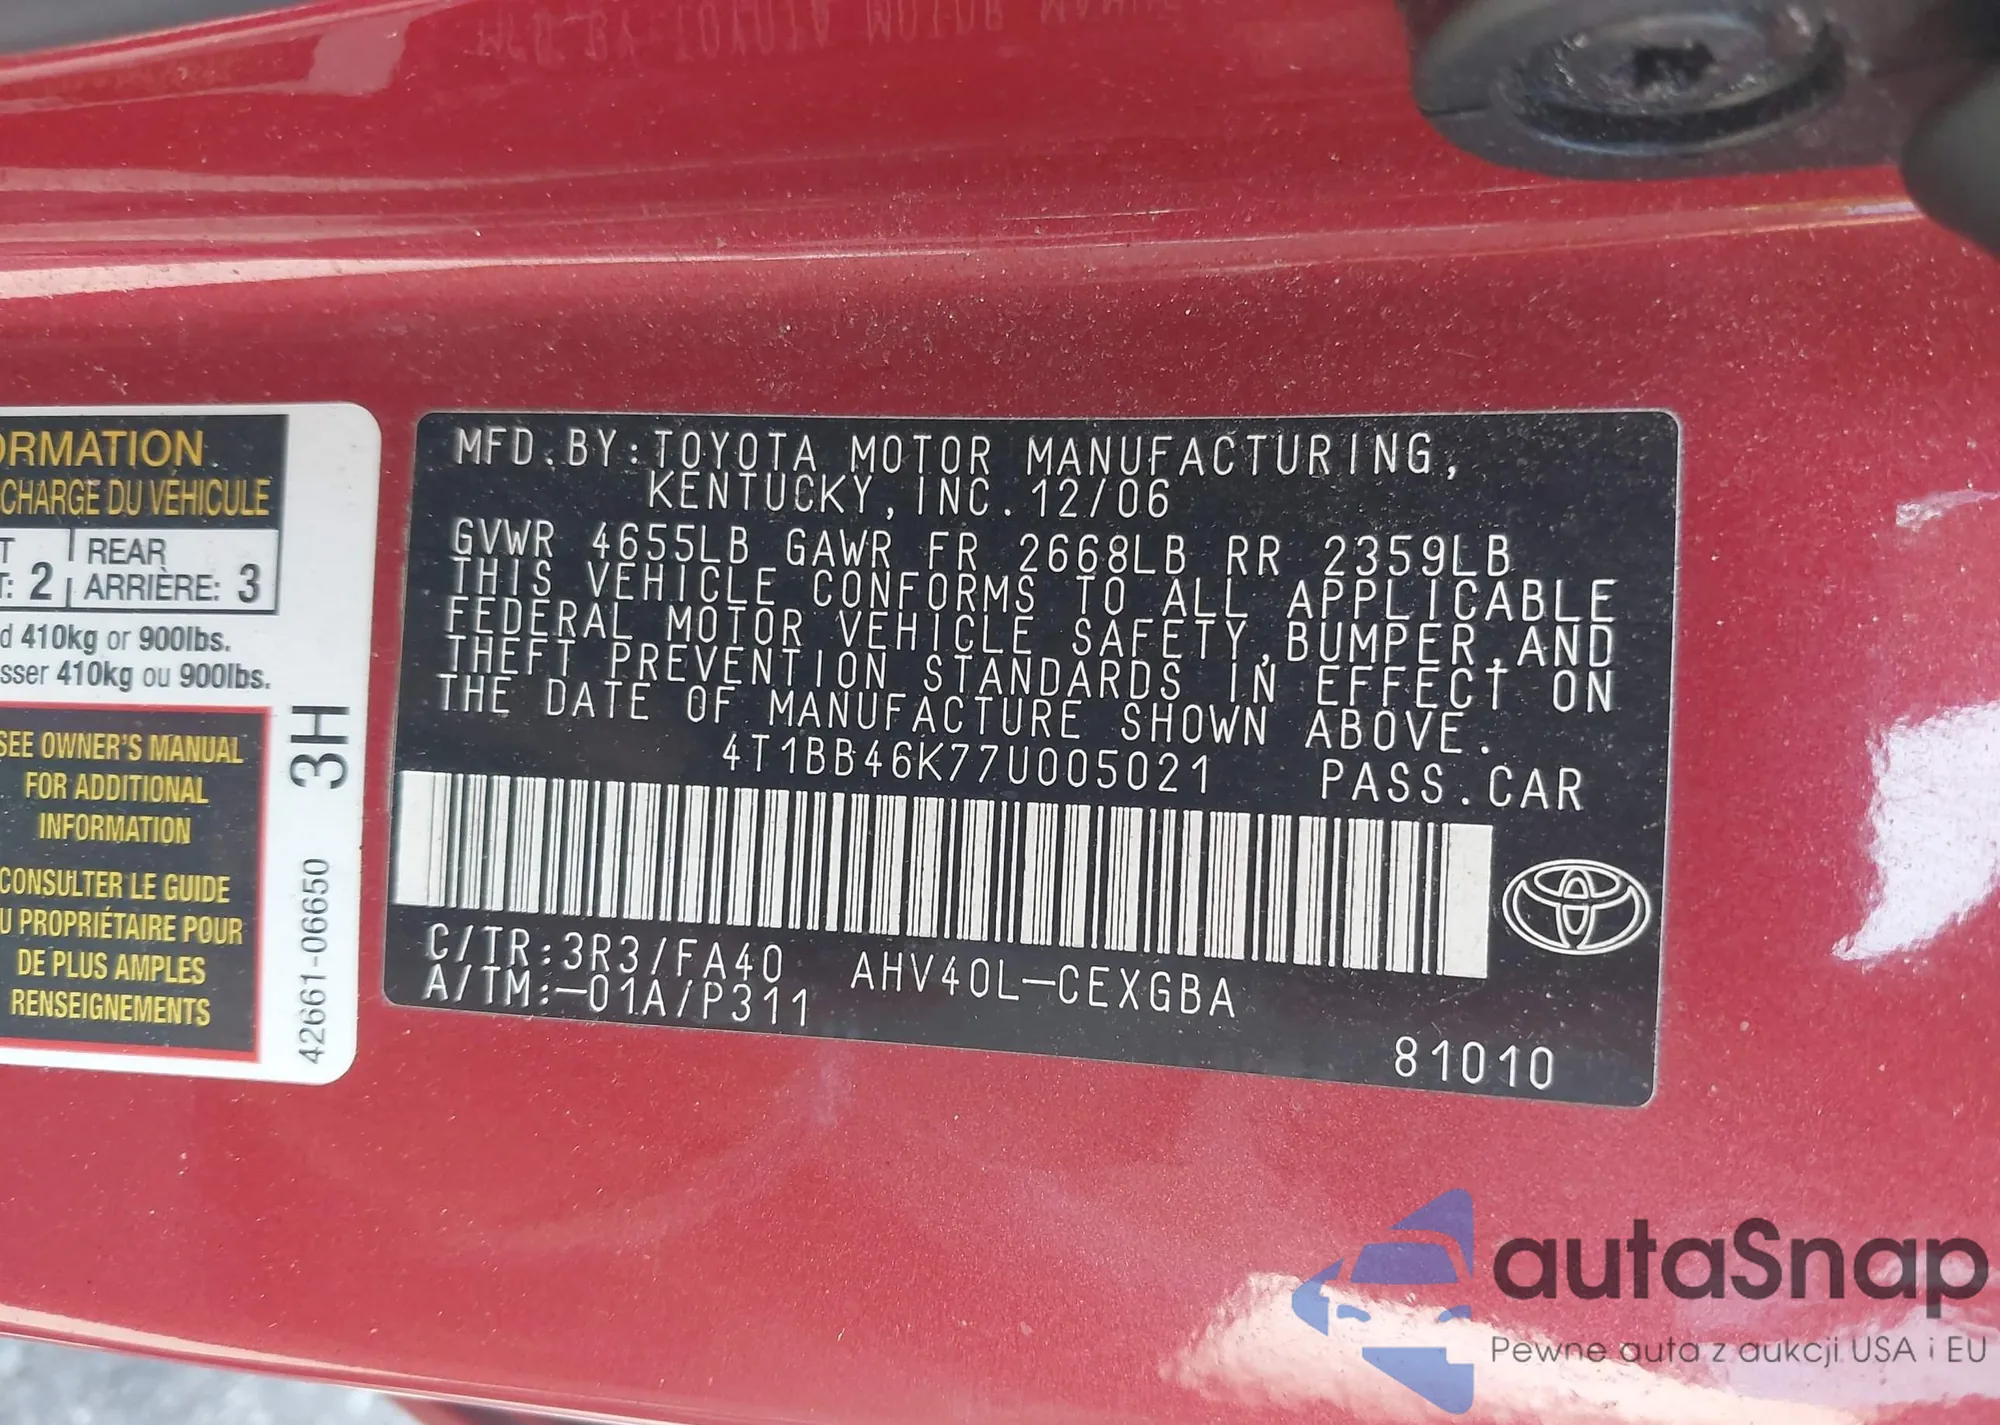 ORMATION
CHARGE DU VÉHICULE
REAR
: 2 ARRIÈRE: 3
d 410kg or 900lbs.
sser 410kg ou 900lbs.
SEE OWNER'S MANUAL
FOR ADDITIONAL
INFORMATION
CONSULTER LE GUIDE
U PROPRIÉTAIRE POUR
DE PLUS AMPLES
RENSEIGNEMENTS
3H
42661-06650
MFD.BY:TOYOTA MOTOR MANUFACTURING,
KENTUCKY,INC.12/06
GVWR 4655LB GAWR FR 2668LB RR 2359LB
THIS VEHICLE CONFORMS TO ALL APPLICABLE
FEDERAL MOTOR VEHICLE SAFETY,BUMPER,AND
THEFT PREVENTION STANDARDS IN EFFECT ON
THE DATE OF MANUFACTURE SHOWN ABOVE.
4T1BB46K77U005021 PASS.CAR
C/TR:3R3/FA40 AHV40L-CEXGBA
A/TM:-01A/P311
81010
autaSnap
Pewne auta z aukcji USA i EU